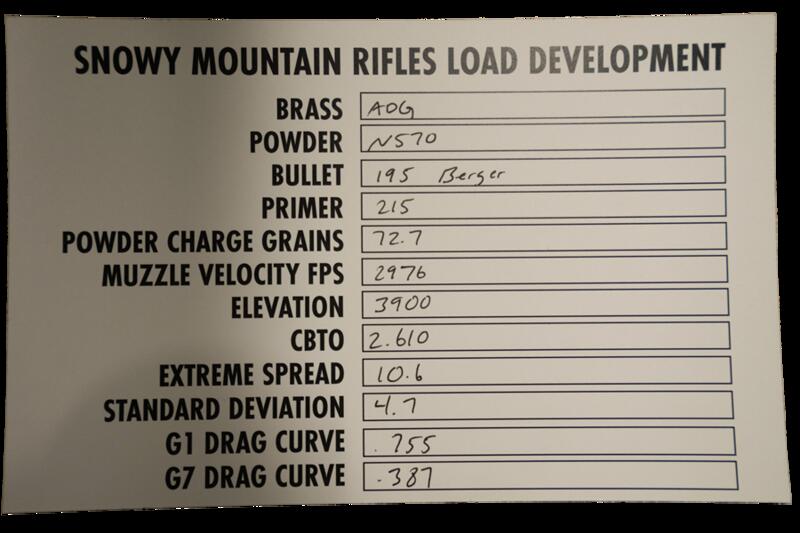 SNOWY MOUNTAIN RIFLES LOAD DEVELOPMENT
BRASS ADG
POWDER N570
BULLET 195 Berger
PRIMER 215
POWDER CHARGE GRAINS 72.7
MUZZLE VELOCITY FPS 2976
ELEVATION 3900
CBTO 2.610
EXTREME SPREAD 10.6
STANDARD DEVIATION 4.7
G1 DRAG CURVE .755
G7 DRAG CURVE .387